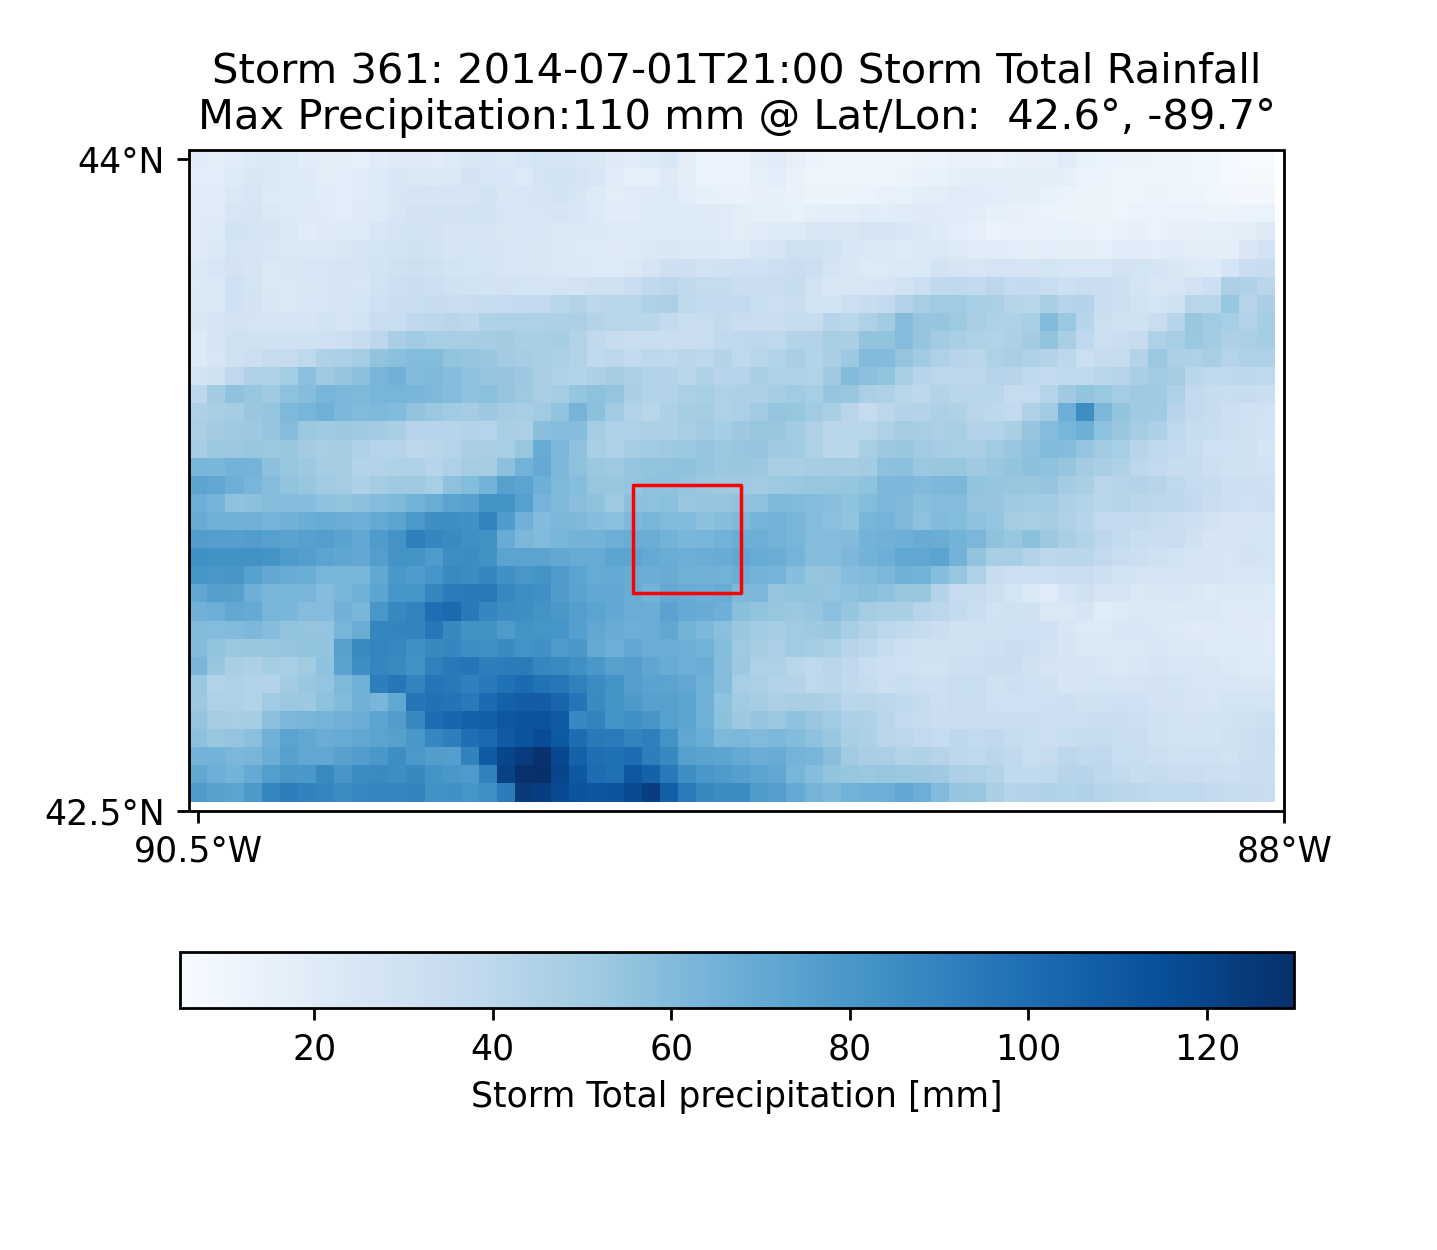 Storm 361: 2014-07-01T21:00 Storm Total Rainfall
Max Precipitation:110 mm @ Lat/Lon:  42.6°, -89.7°
44°N
42.5°N
90.5°W 88°W
20 40 60 80 100 120
Storm Total precipitation [mm]